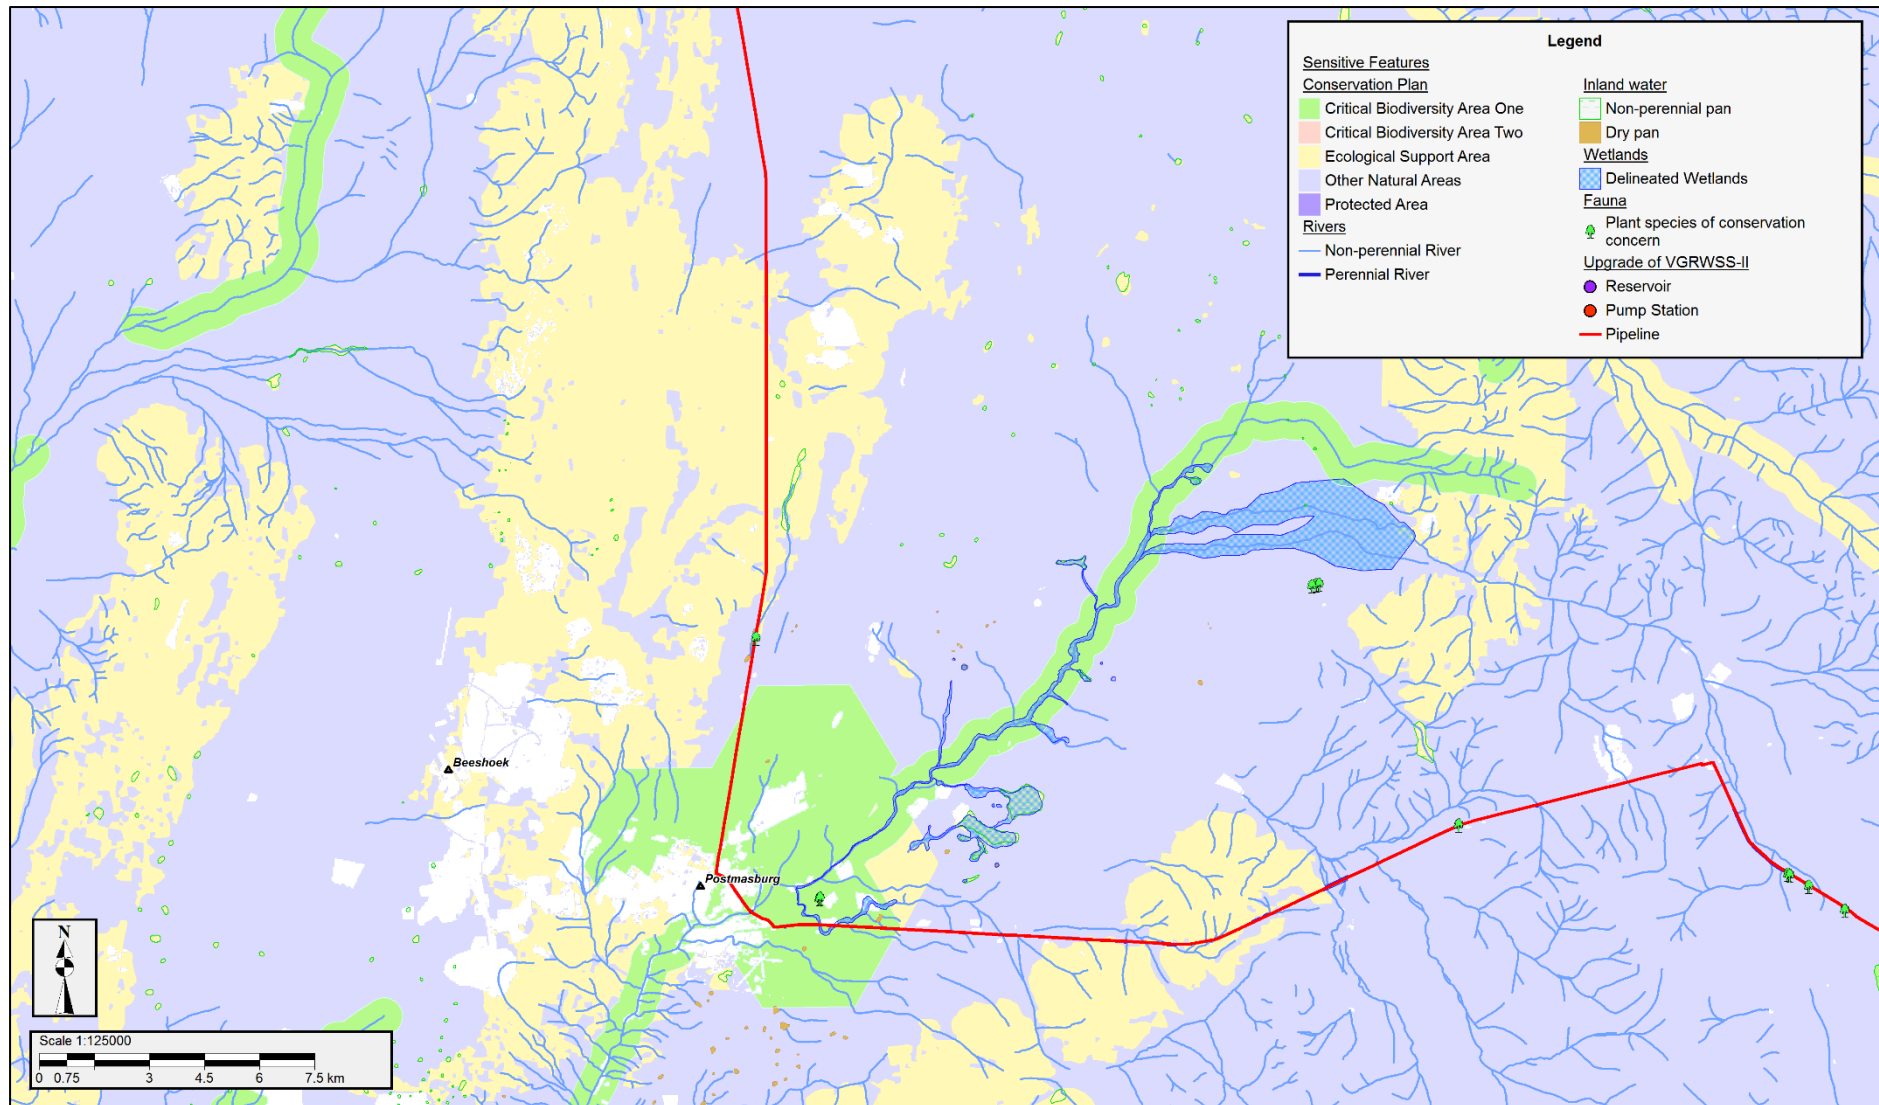 Legend
Sensitive Features
Conservation Plan
Critical Biodiversity Area One
Critical Biodiversity Area Two
Ecological Support Area
Other Natural Areas
Protected Area
Rivers
Non-perennial River
Perennial River
Inland water
Non-perennial pan
Dry pan
Wetlands
Delineated Wetlands
Fauna
Plant species of conservation
concern
Upgrade of VGRWSS-II
Reservoir
Pump Station
Pipeline
Beeshoek
Postmasburg
N
Scale 1:125000
0 0.75 3 4.5 6 7.5 km